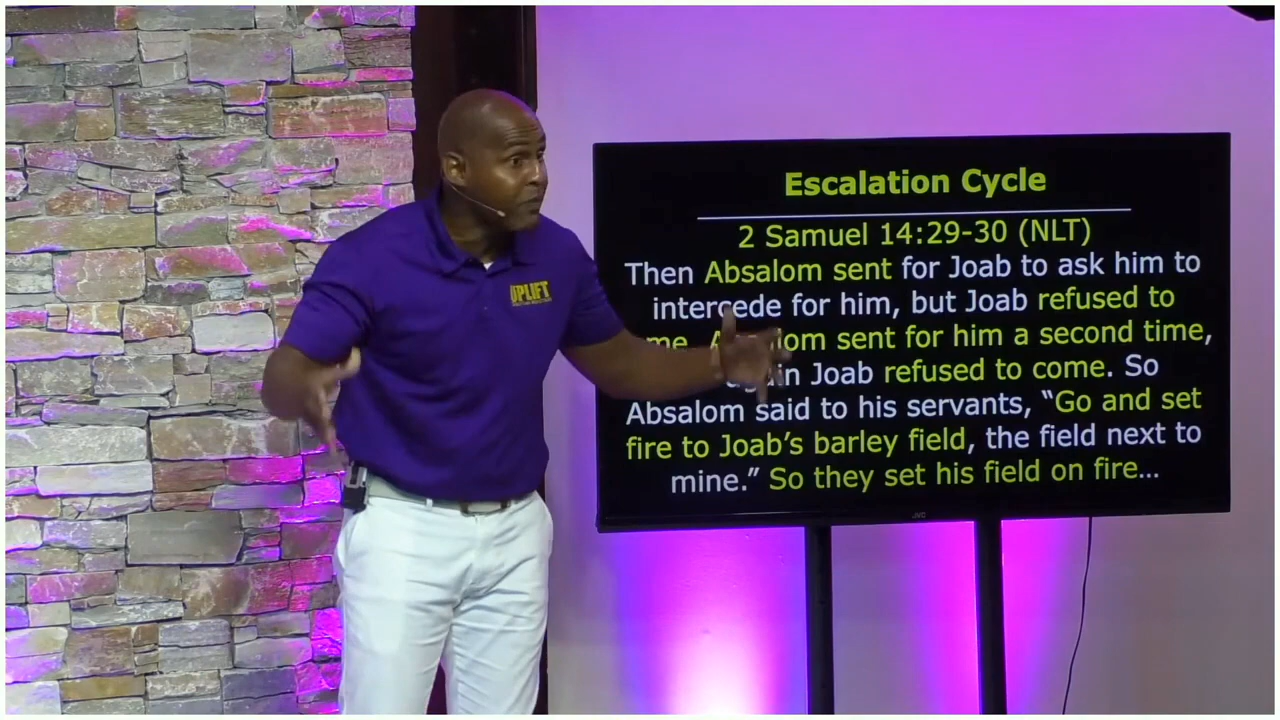 UPLIFT
Escalation Cycle
2 Samuel 14:29-30 (NLT)
Then Absalom sent for Joab to ask him to
intercede for him, but Joab refused to
sent for him a second time,
Joab refused to come. So
Absalom said to his servants, “Go and set
fire to Joab’s barley field, the field next to
mine.” So they set his field on fire…
JVC